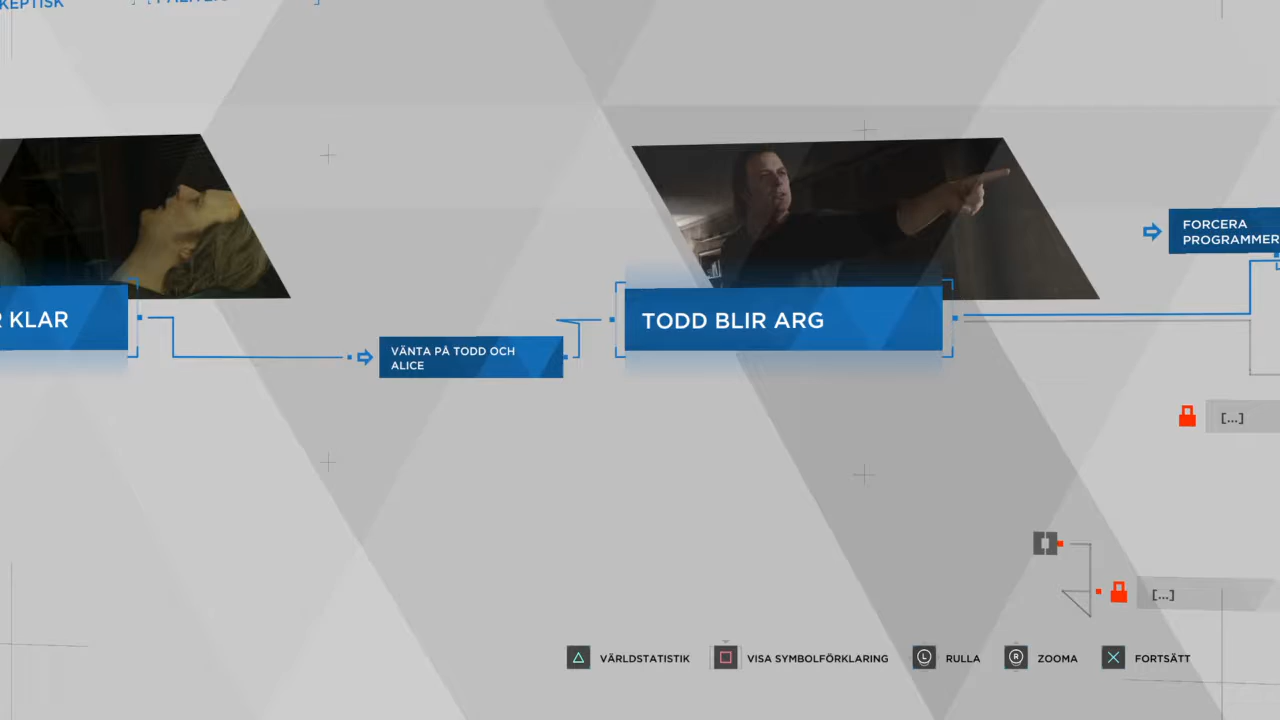 KEPTISK
FORCERA
PROGRAMMER
R KLAR
TODD BLIR ARG
VÄNTA PÅ TODD OCH
ALICE
[...]
[...]
VÄRLDSTATISTIK
VISA SYMBOLFÖRKLARING
L
RULLA
R
ZOOMA
FORTSÄTT